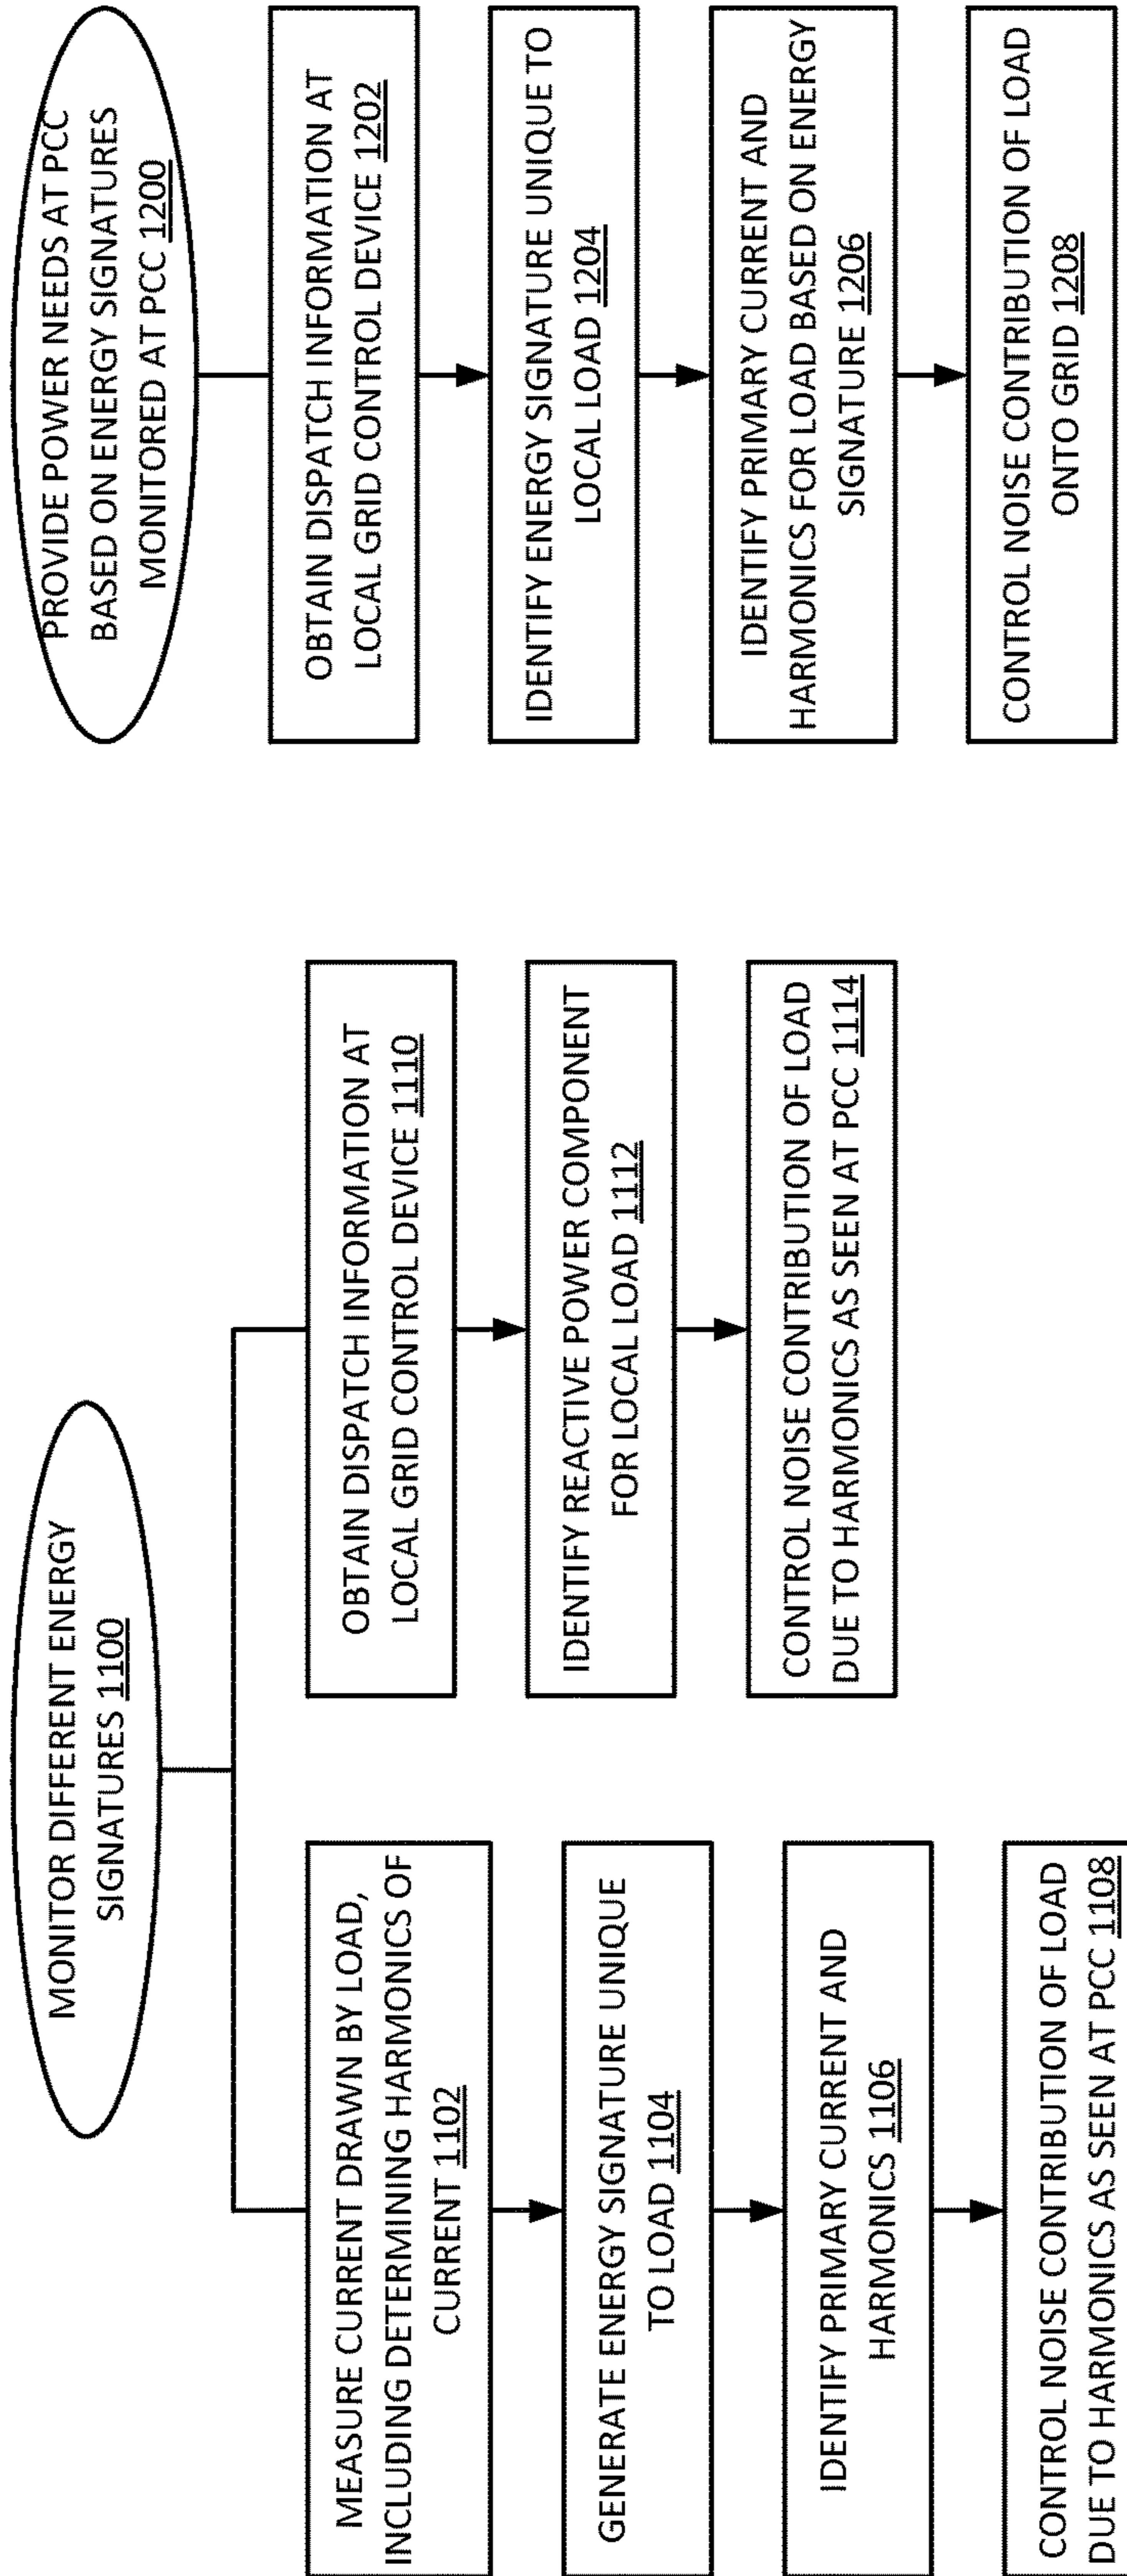 MONITOR DIFFERENT ENERGY
SIGNATURES 1100
MEASURE CURRENT DRAWN BY LOAD,
INCLUDING DETERMINING HARMONICS OF
CURRENT 1102
GENERATE ENERGY SIGNATURE UNIQUE
TO LOAD 1104
IDENTIFY PRIMARY CURRENT AND
HARMONICS 1106
CONTROL NOISE CONTRIBUTION OF LOAD
DUE TO HARMONICS AS SEEN AT PCC 1108
OBTAIN DISPATCH INFORMATION AT
LOCAL GRID CONTROL DEVICE 1110
IDENTIFY REACTIVE POWER COMPONENT
FOR LOCAL LOAD 1112
CONTROL NOISE CONTRIBUTION OF LOAD
DUE TO HARMONICS AS SEEN AT PCC 1114
PROVIDE POWER NEEDS AT PCC
BASED ON ENERGY SIGNATURES
MONITORED AT PCC 1200
OBTAIN DISPATCH INFORMATION AT
LOCAL GRID CONTROL DEVICE 1202
IDENTIFY ENERGY SIGNATURE UNIQUE TO
LOCAL LOAD 1204
IDENTIFY PRIMARY CURRENT AND
HARMONICS FOR LOAD BASED ON ENERGY
SIGNATURE 1206
CONTROL NOISE CONTRIBUTION OF LOAD
ONTO GRID 1208